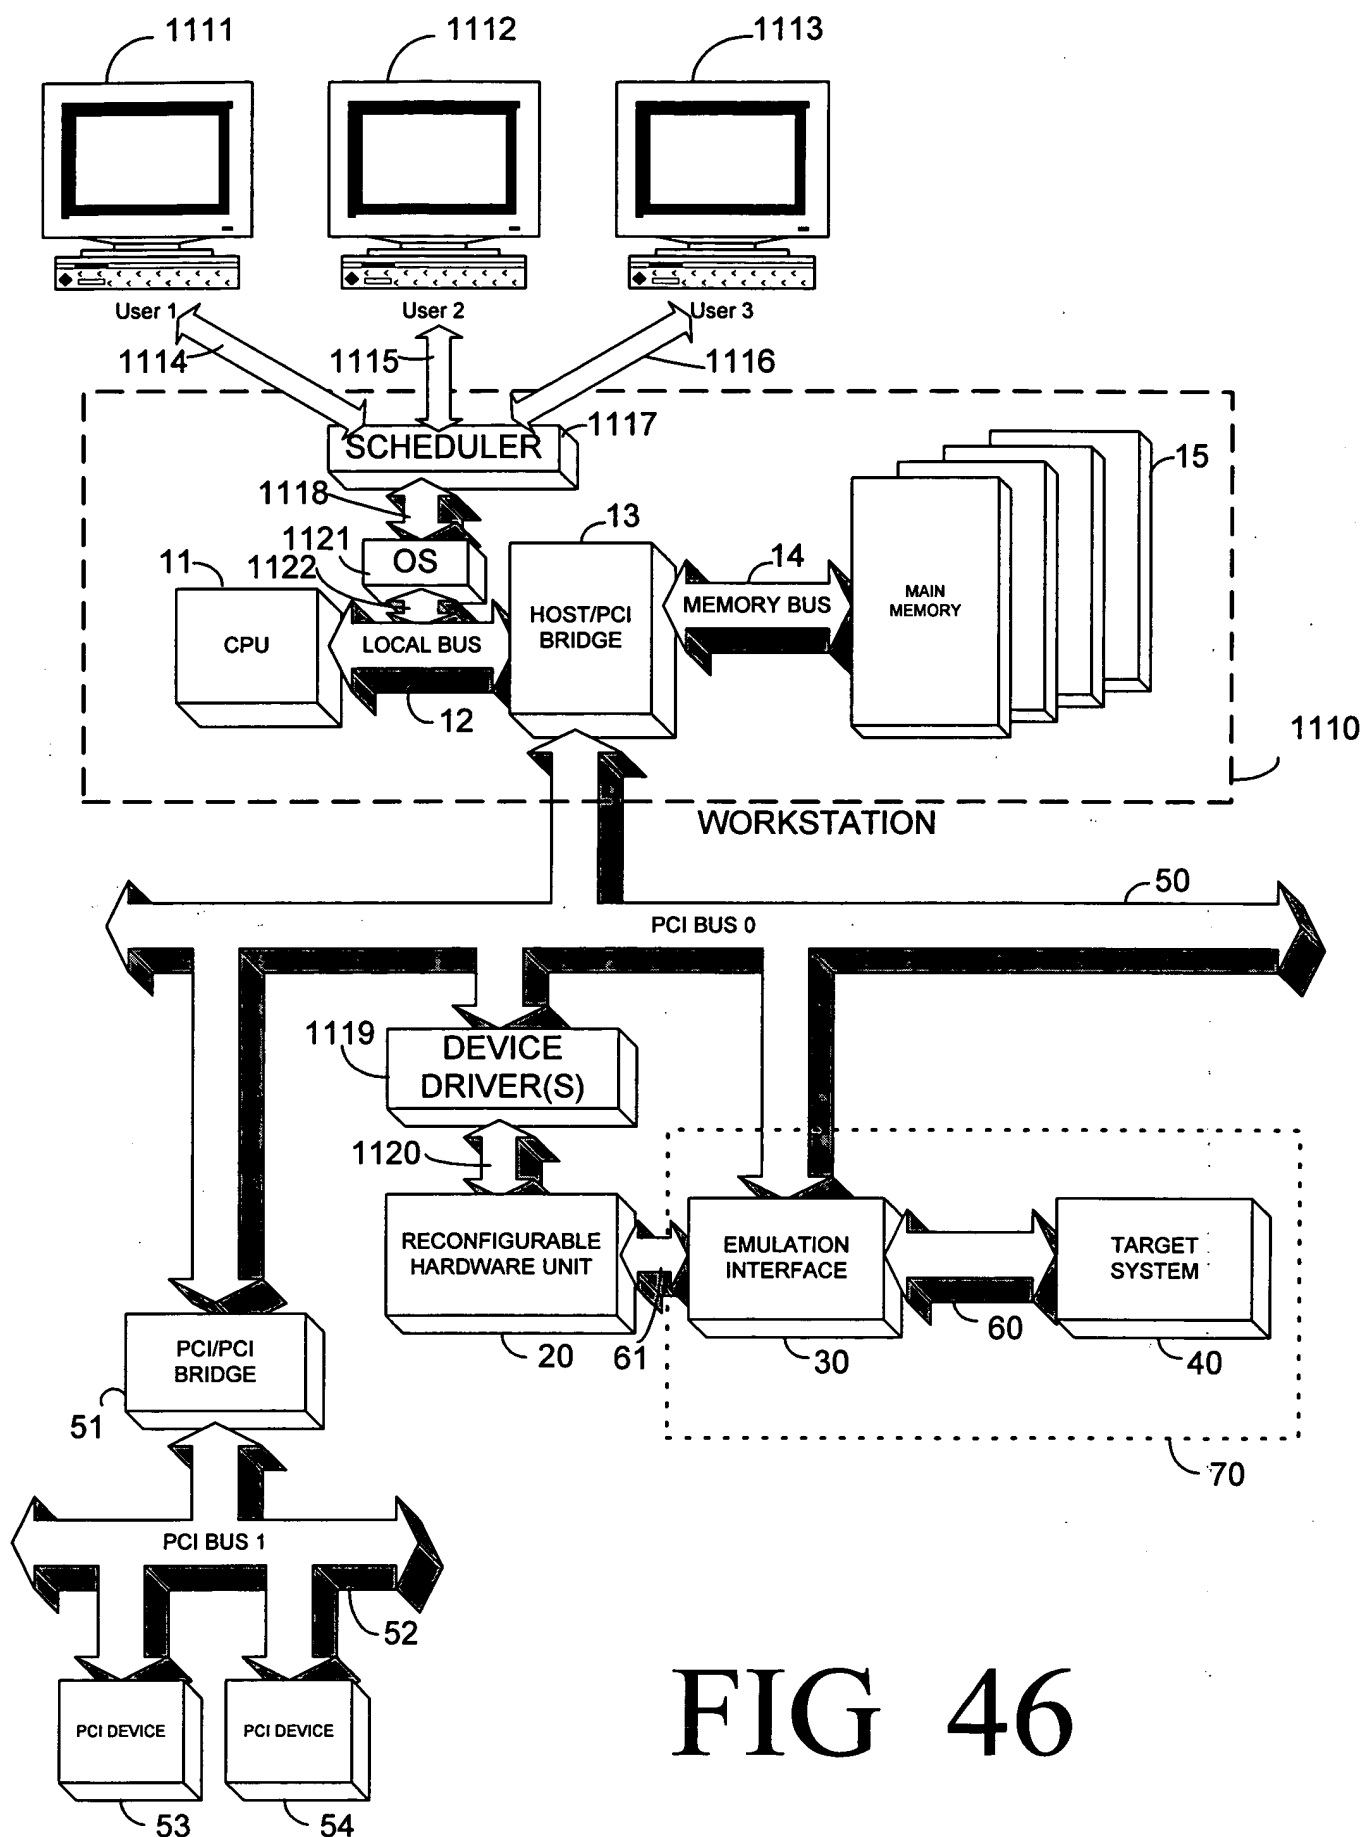 1111
1112
1113
User 1
User 2
User 3
1114
1115
1116
1117
SCHEDULER
15
1118
13
1121
OS
14
11
1122
MAIN
MEMORY
MEMORY BUS
HOST/PCI
BRIDGE
CPU
LOCAL BUS
12
1110
WORKSTATION
50
PCI BUS 0
1119
DEVICE
DRIVER(S)
1120
RECONFIGURABLE
HARDWARE UNIT
EMULATION
INTERFACE
TARGET
SYSTEM
60
20
61
30
40
PCI/PCI
BRIDGE
51
70
PCI BUS 1
52
PCI DEVICE
PCI DEVICE
53
54
FIG 46